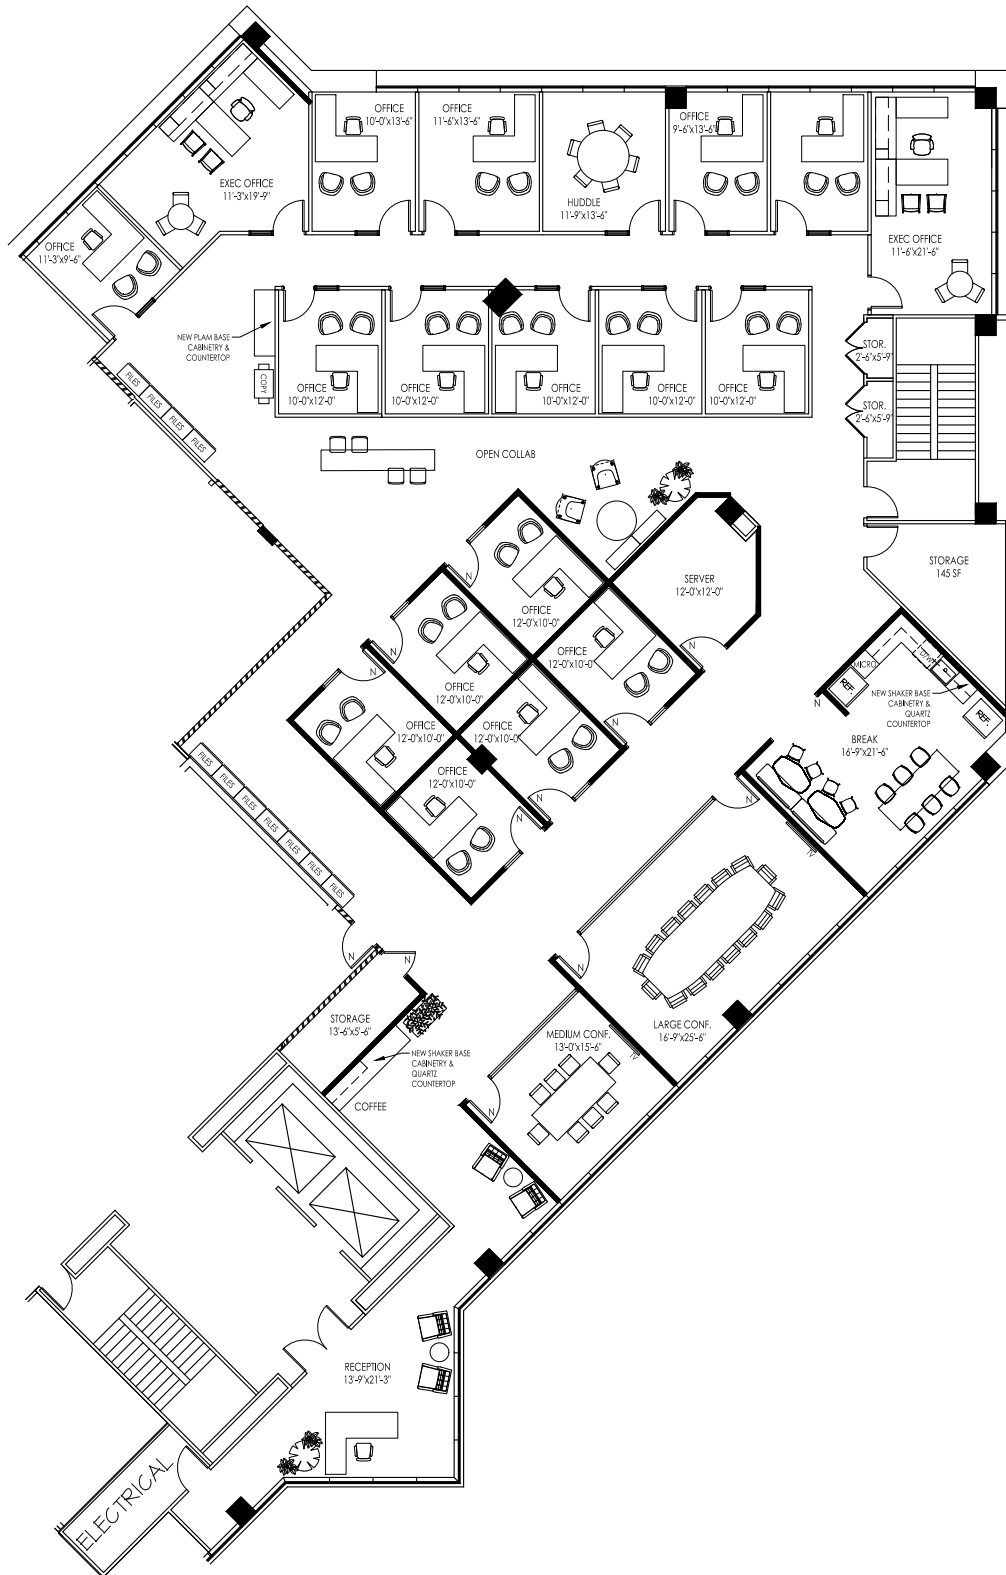 OFFICE
10'-0"x13'-6"
OFFICE
11'-6"x13'-6"
OFFICE
9'-6"x13'-6"
EXEC OFFICE
11'-3"x19'-9"
HUDDLE
11'-9"x13'-6"
OFFICE
11'-3"x9'-6"
EXEC OFFICE
11'-6"x21'-6"
NEW PLAM BASE
CABINETRY &
COUNTERTOP
COPY
OFFICE
10'-0"x12'-0"
OFFICE
10'-0"x12'-0"
OFFICE
10'-0"x12'-0"
OFFICE
10'-0"x12'-0"
OFFICE
10'-0"x12'-0"
STOR.
2'-6"x5'-9"
STOR.
2'-6"x5'-9"
FILES
FILES
FILES
FILES
OPEN COLLAB
STORAGE
145 SF
SERVER
12'-0"x12'-0"
N
OFFICE
12'-0"x10'-0"
N
OFFICE
12'-0"x10'-0"
N
OFFICE
12'-0"x10'-0"
N
OFFICE
12'-0"x10'-0"
OFFICE
12'-0"x10'-0"
OFFICE
12'-0"x10'-0"
N
N
N
MICRO
D/W
REF.
REF.
NEW SHAKER BASE
CABINETRY &
QUARTZ
COUNTERTOP
N
BREAK
16'-9"x21'-6"
FILES
FILES
FILES
FILES
FILES
FILES
FILES
N
N
N
N
N
LARGE CONF.
16'-9"x25'-6"
STORAGE
13'-6"x5'-6"
MEDIUM CONF.
13'-0"x15'-6"
N
N
NEW SHAKER BASE
CABINETRY &
QUARTZ
COUNTERTOP
COFFEE
RECEPTION
13'-9"x21'-3"
ELECTRICAL